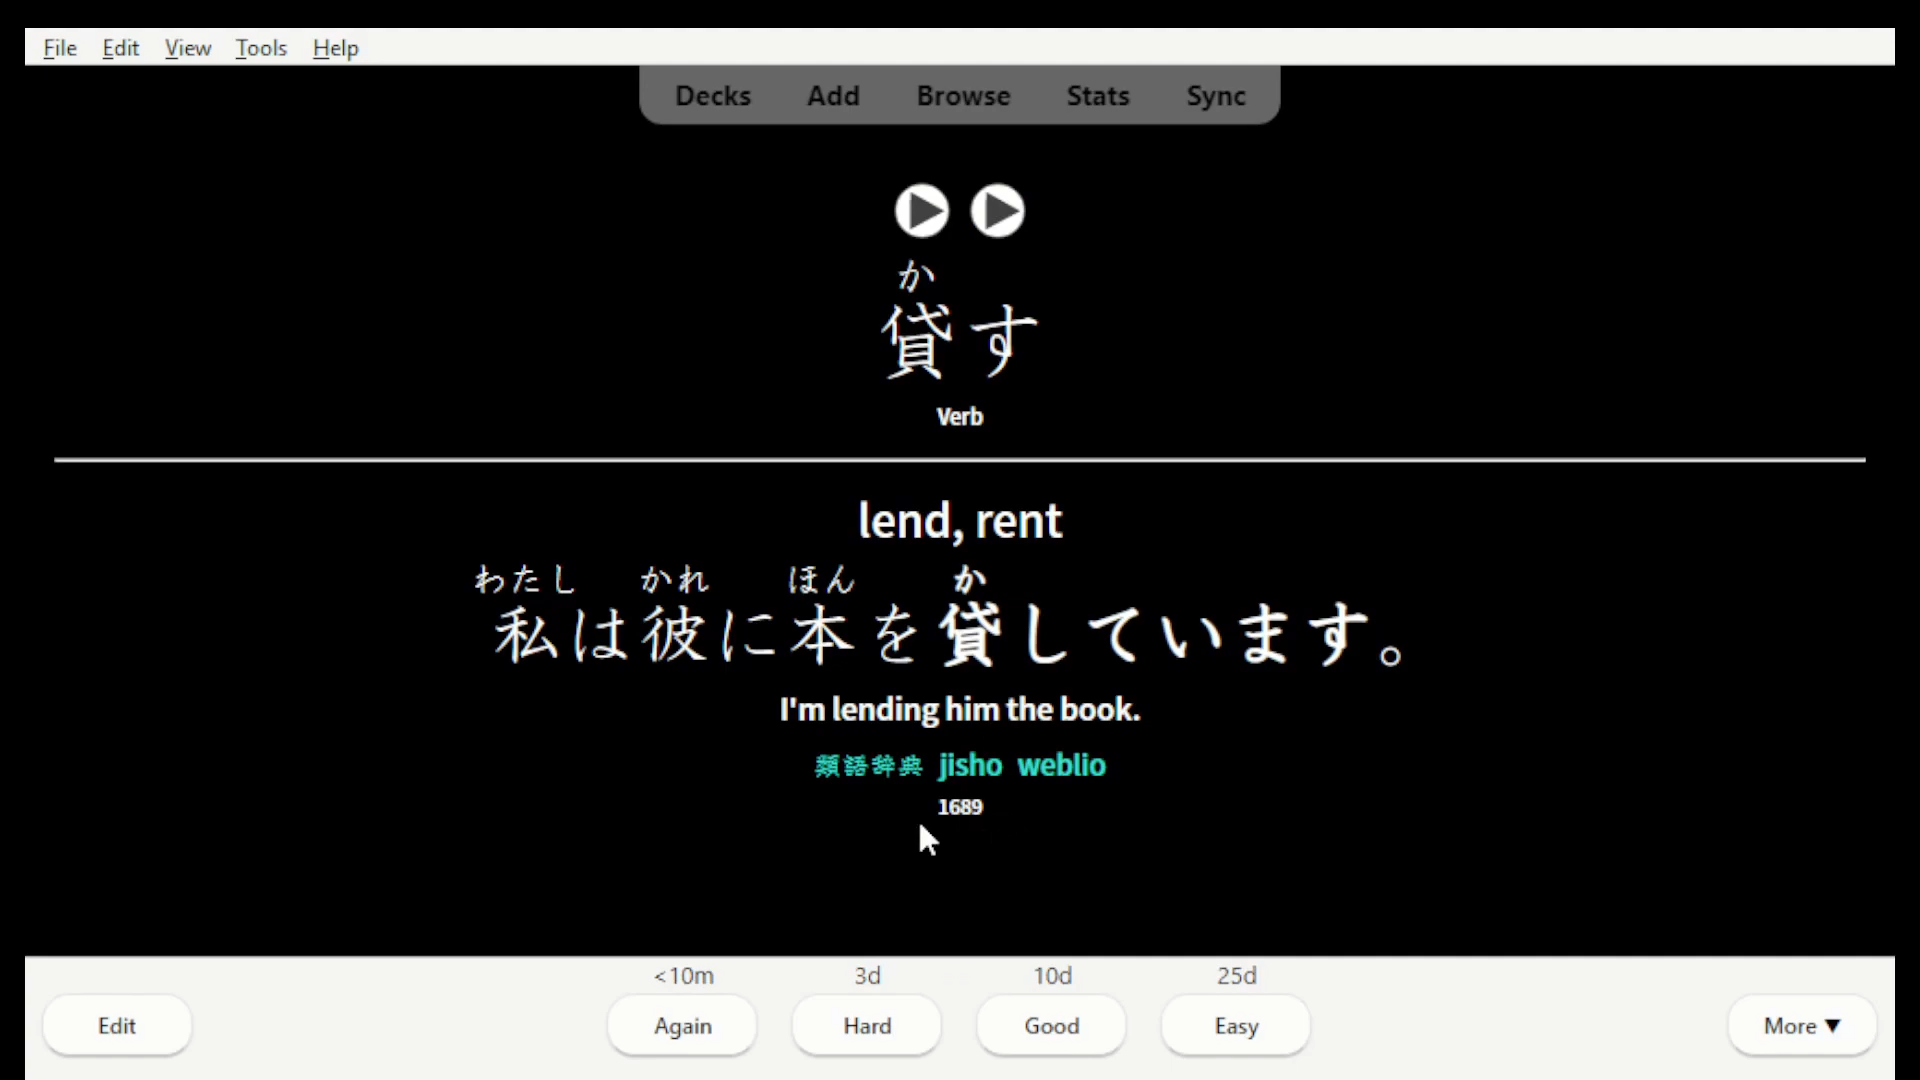 File Edit View Tools Help
Decks Add Browse Stats Sync
か
貸す
Verb
lend, rent
わたし かれ ほん か
私は彼に本を貸しています。
I'm lending him the book.
類語辞典 jisho weblio
1689
<10m 3d 10d 25d
Edit Again Hard Good Easy More ▼